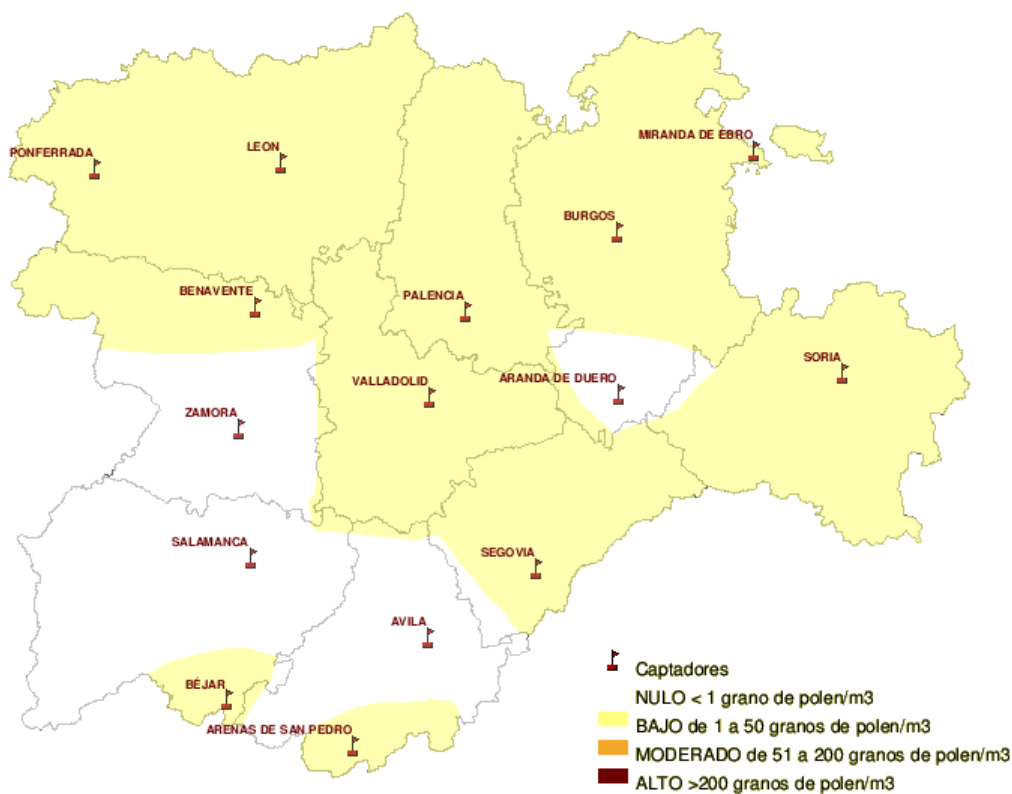 MIRANDA DE EBRO
PONFERRADA
LEON
BURGOS
BENAVENTE
PALENCIA
SORIA
VALLADOLID
ARANDA DE DUERO
ZAMORA
SALAMANCA
SEGOVIA
AVILA
BÉJAR
ARENAS DE SAN PEDRO
Captadores
NULO < 1 grano de polen/m3
BAJO de 1 a 50 granos de polen/m3
MODERADO de 51 a 200 granos de polen/m3
ALTO >200 granos de polen/m3